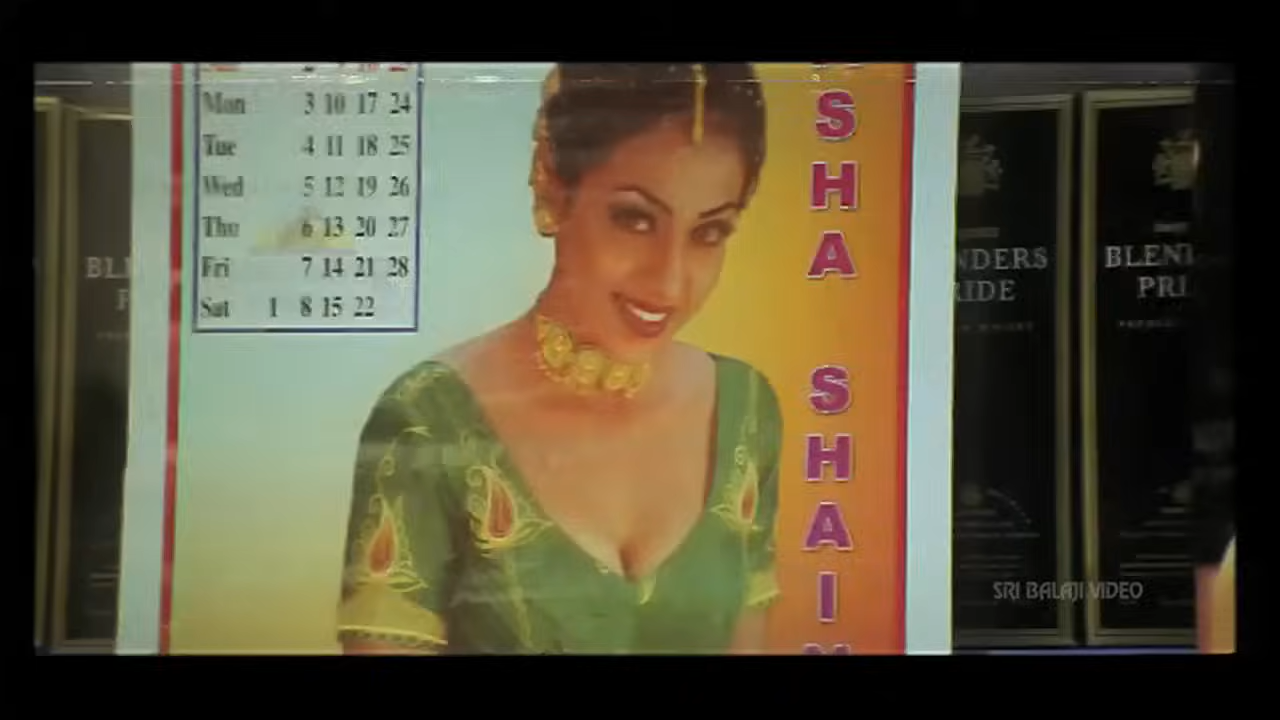 Mon 3 10 17 24
Tue 4 11 18 25
Wed 5 12 19 26
Thu 6 13 20 27
Fri 7 14 21 28
Sat 1 8 15 22
SHA
SHAI
NDERS
RIDE
BLEN
PRI
BL
SRI BALAJI VIDEO